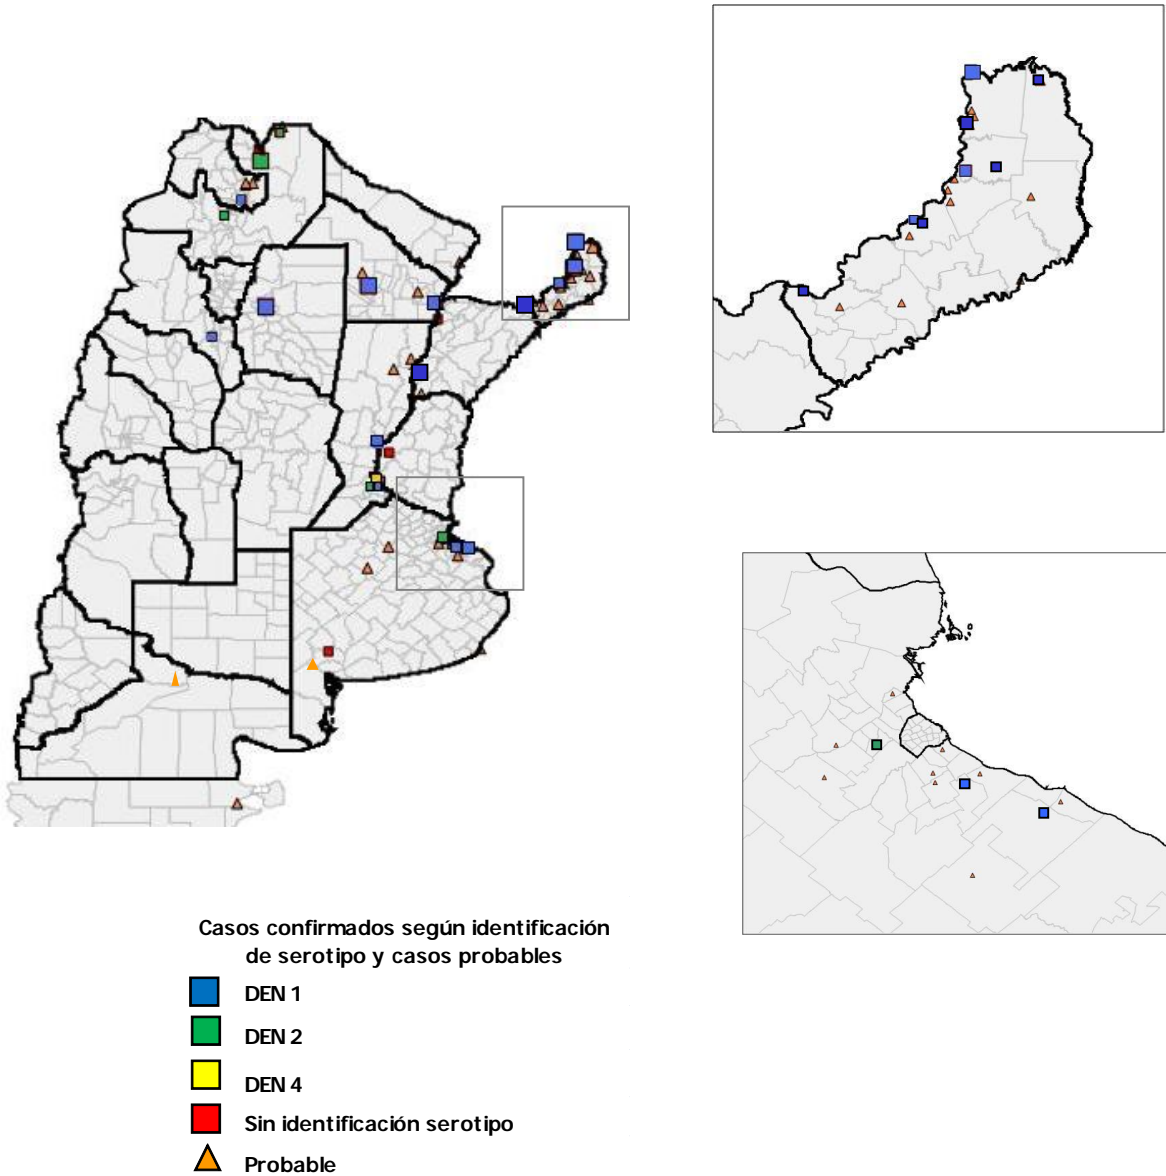 Casos confirmados según identificación
de serotipo y casos probables
DEN 1
DEN 2
DEN 4
Sin identificación serotipo
Probable